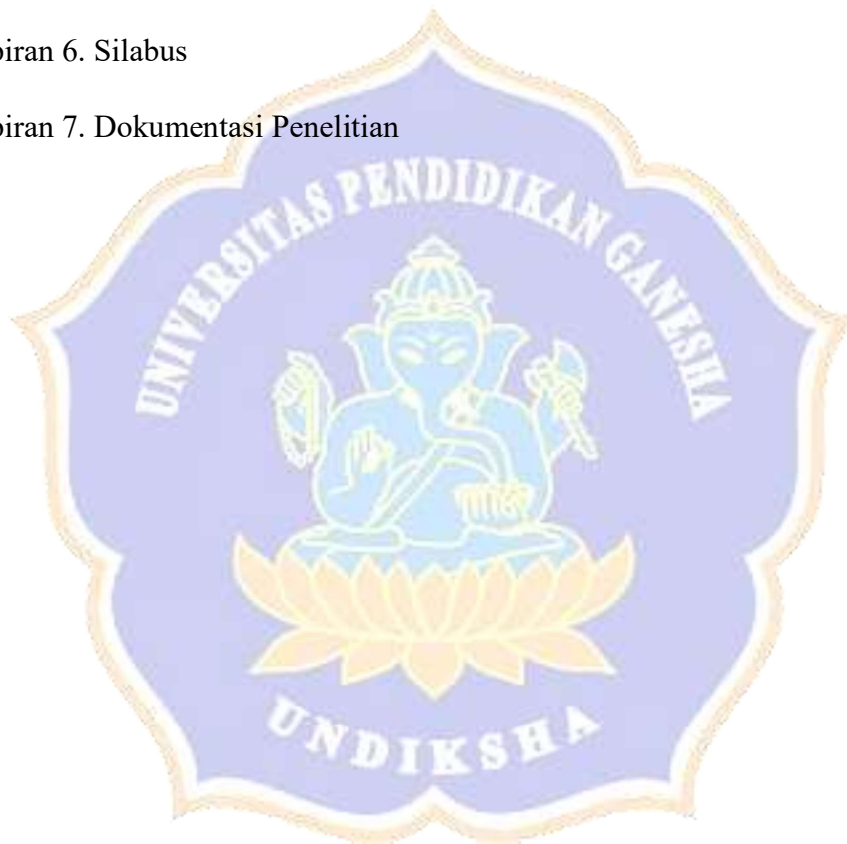 piran 6. Silabus
piran 7. Dokumentasi Penelitian
UNIVERSITAS PENDIDIKAN GANESHA
UNDIKSHA